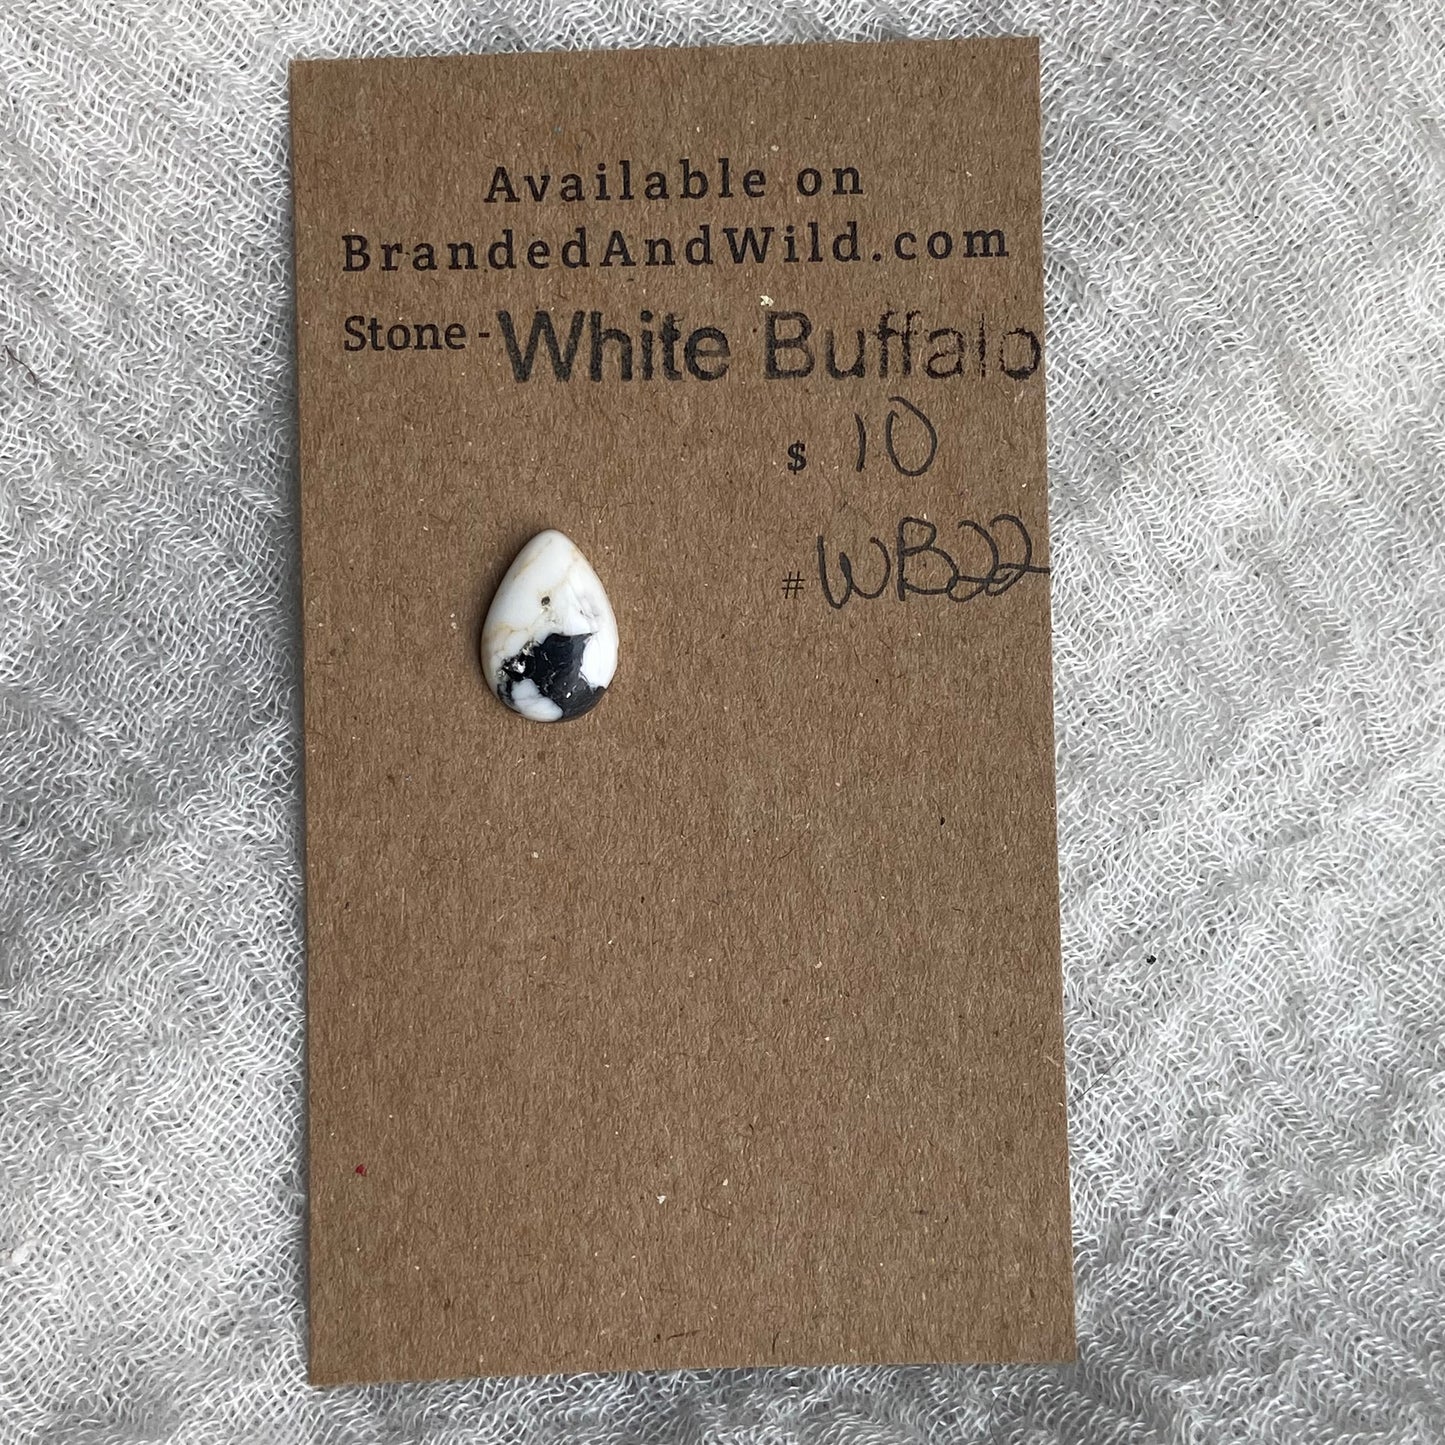 Available on
BrandedAndWild.com
Stone - White Buffalo
$ 10
# WB22